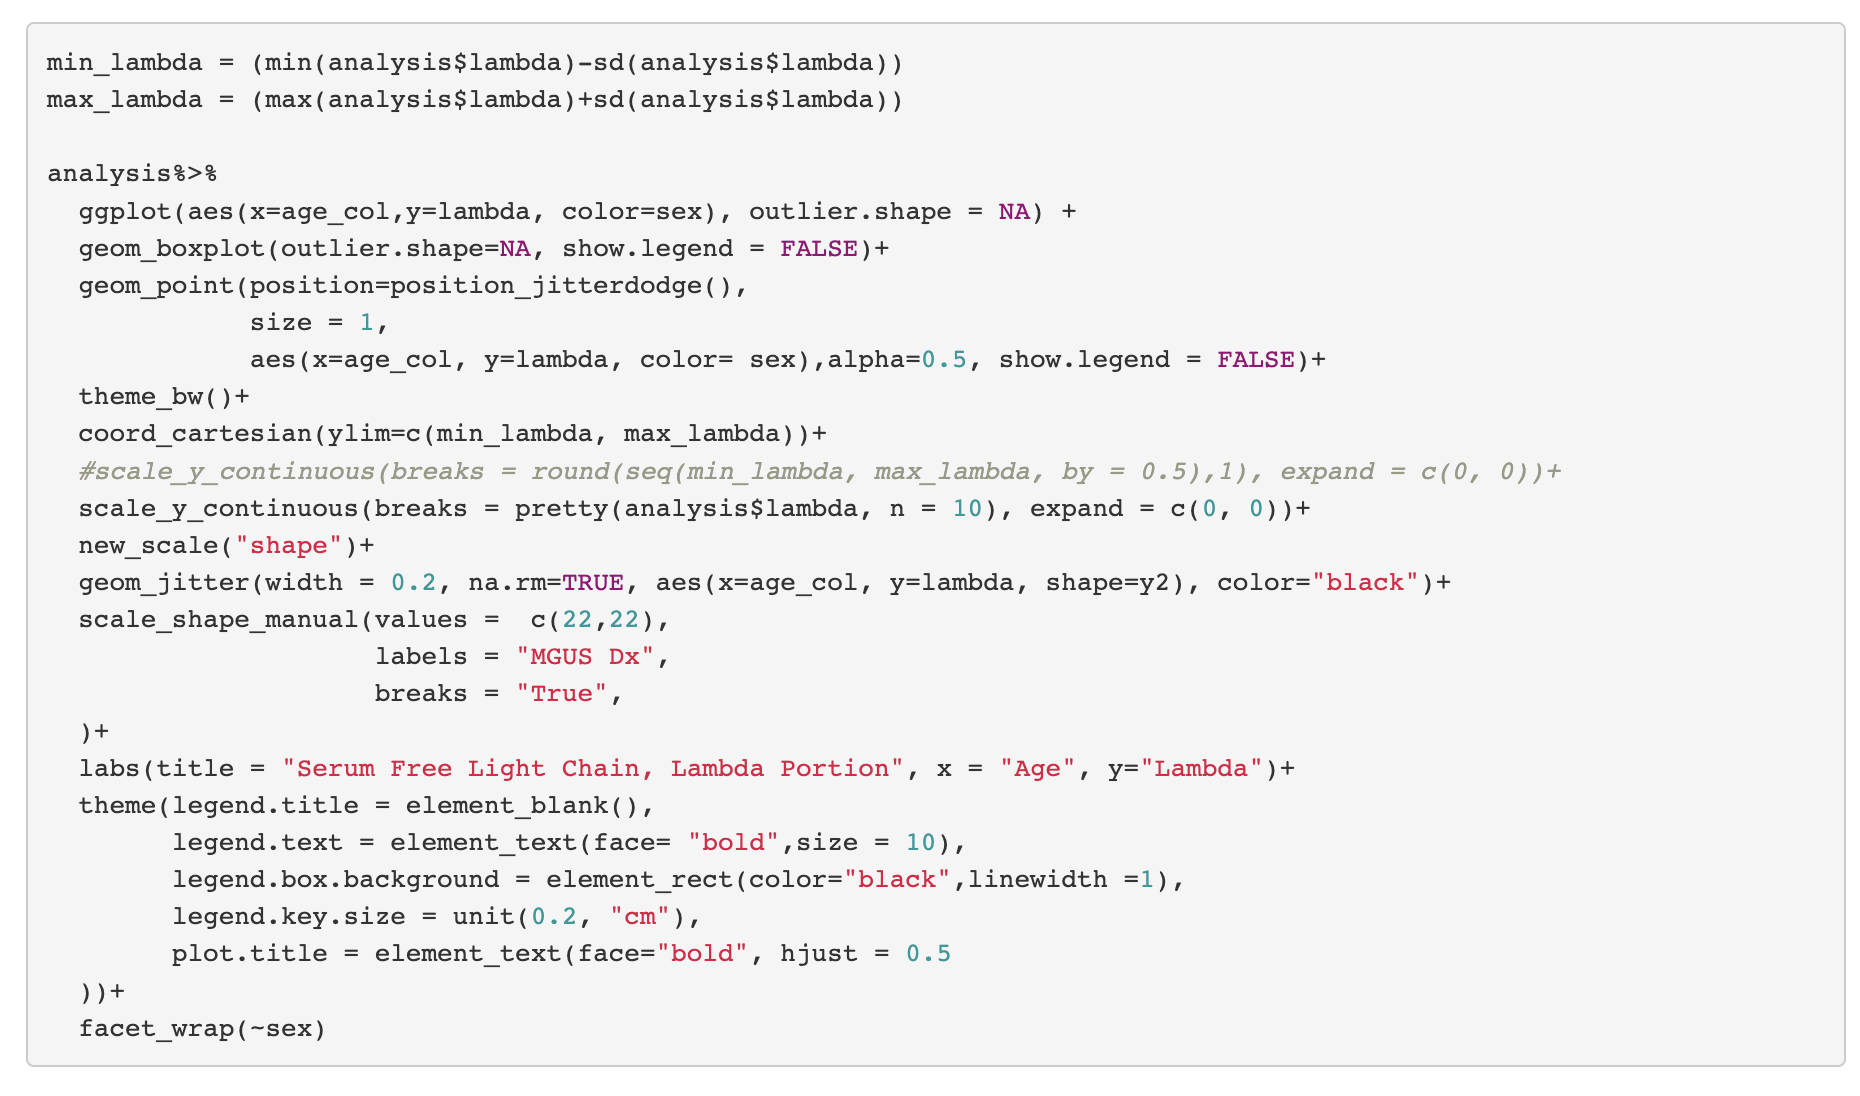 min_lambda = (min(analysis$lambda)-sd(analysis$lambda))
max_lambda = (max(analysis$lambda)+sd(analysis$lambda))

analysis%>%
  ggplot(aes(x=age_col,y=lambda, color=sex), outlier.shape = NA) +
  geom_boxplot(outlier.shape=NA, show.legend = FALSE)+
  geom_point(position=position_jitterdodge(),
             size = 1,
             aes(x=age_col, y=lambda, color= sex),alpha=0.5, show.legend = FALSE)+
  theme_bw()+
  coord_cartesian(ylim=c(min_lambda, max_lambda))+
  #scale_y_continuous(breaks = round(seq(min_lambda, max_lambda, by = 0.5),1), expand = c(0, 0))+
  scale_y_continuous(breaks = pretty(analysis$lambda, n = 10), expand = c(0, 0))+
  new_scale("shape")+
  geom_jitter(width = 0.2, na.rm=TRUE, aes(x=age_col, y=lambda, shape=y2), color="black")+
  scale_shape_manual(values =  c(22,22),
                     labels = "MGUS Dx",
                     breaks = "True",
  )+
  labs(title = "Serum Free Light Chain, Lambda Portion", x = "Age", y="Lambda")+
  theme(legend.title = element_blank(),
        legend.text = element_text(face= "bold",size = 10),
        legend.box.background = element_rect(color="black",linewidth =1),
        legend.key.size = unit(0.2, "cm"),
        plot.title = element_text(face="bold", hjust = 0.5
  ))+
  facet_wrap(~sex)